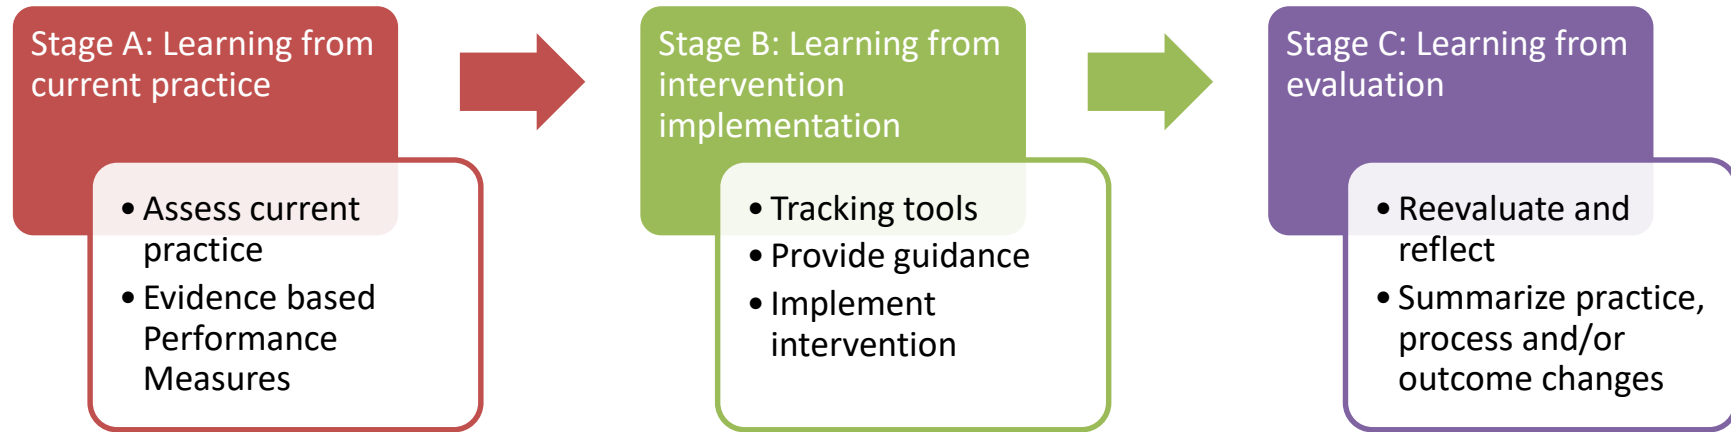 Stage A: Learning from
current practice
• Assess current
practice
• Evidence based
Performance
Measures
Stage B: Learning from
intervention
implementation
• Tracking tools
• Provide guidance
• Implement
intervention
Stage C: Learning from
evaluation
• Reevaluate and
reflect
• Summarize practice,
process and/or
outcome changes